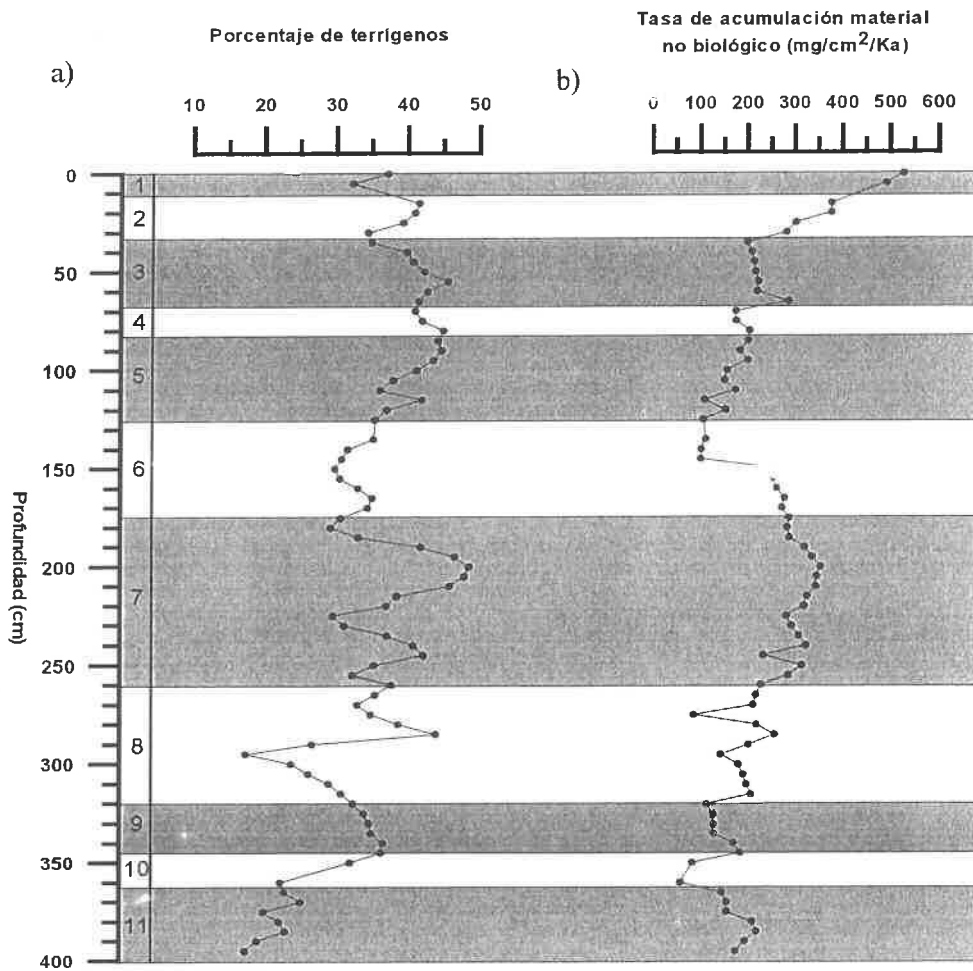 Porcentaje de terrígenos
Tasa de acumulación material
no biológico (mg/cm²/Ka)
a)
b)
10 20 30 40 50
0 100 200 300 400 500 600
Profundidad (cm)
0
50
100
150
200
250
300
350
400
1
2
3
4
5
6
7
8
9
10
11